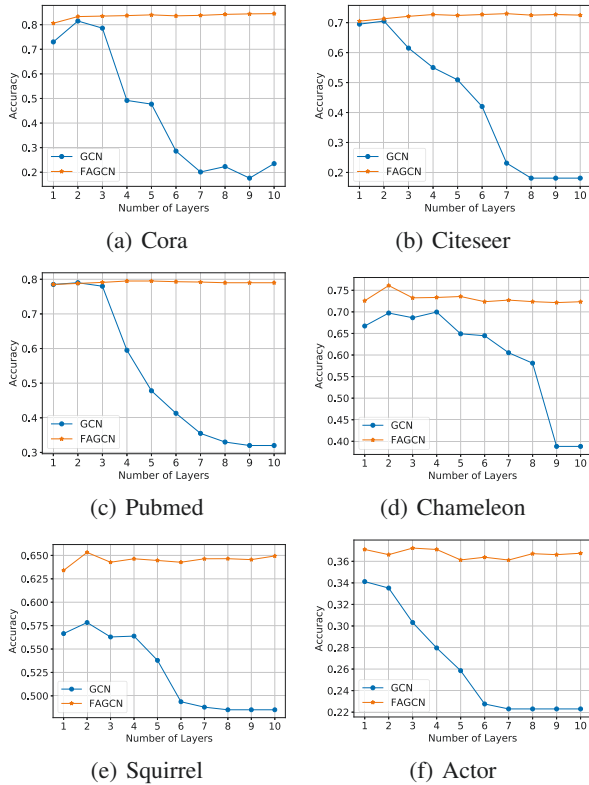 0.8
0.7
0.6
0.5
0.4
0.3
0.2
Accuracy
GCN
FAGCN
1 2 3 4 5 6 7 8 9 10
Number of Layers
(a) Cora
0.7
0.6
0.5
0.4
0.3
0.2
Accuracy
GCN
FAGCN
1 2 3 4 5 6 7 8 9 10
Number of Layers
(b) Citeseer
0.8
0.7
0.6
0.5
0.4
0.3
Accuracy
GCN
FAGCN
1 2 3 4 5 6 7 8 9 10
Number of Layers
(c) Pubmed
0.75
0.70
0.65
0.60
0.55
0.50
0.45
0.40
Accuracy
GCN
FAGCN
1 2 3 4 5 6 7 8 9 10
Number of Layers
(d) Chameleon
0.650
0.625
0.600
0.575
0.550
0.525
0.500
Accuracy
GCN
FAGCN
1 2 3 4 5 6 7 8 9 10
Number of Layers
(e) Squirrel
0.36
0.34
0.32
0.30
0.28
0.26
0.24
0.22
Accuracy
GCN
FAGCN
1 2 3 4 5 6 7 8 9 10
Number of Layers
(f) Actor